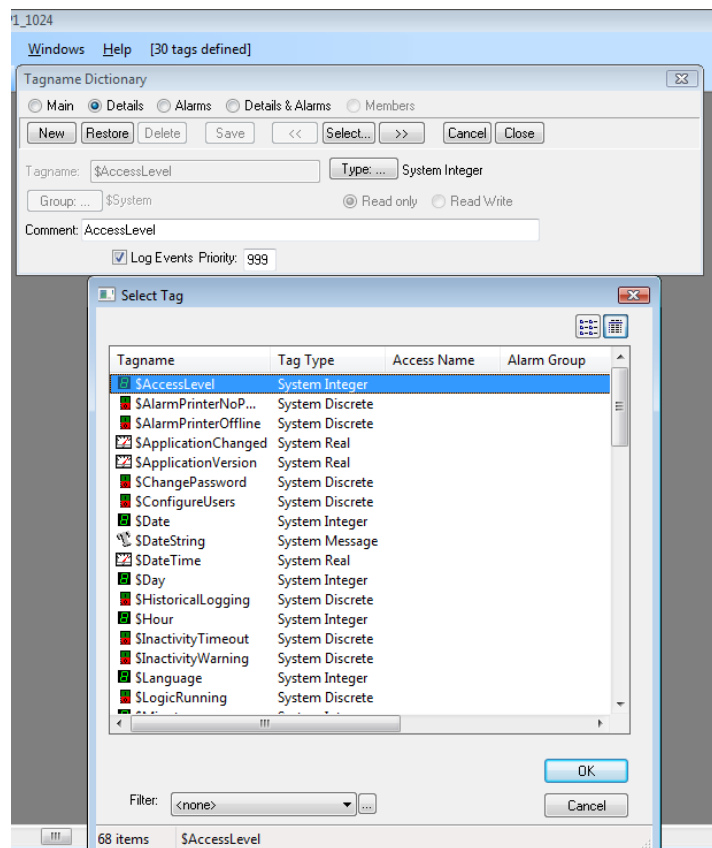 1_1024
Windows Help [30 tags defined]
Tagname Dictionary
Main Details Alarms Details & Alarms Members
New Restore Delete Save << Select... >> Cancel Close
Tagname: $AccessLevel Type: ... System Integer
Group: ... $System Read only Read Write
Comment: AccessLevel
Log Events Priority: 999
Select Tag
Tagname Tag Type Access Name Alarm Group
$AccessLevel System Integer
$AlarmPrinterNoP... System Discrete
$AlarmPrinterOffline System Discrete
$ApplicationChanged System Real
$ApplicationVersion System Real
$ChangePassword System Discrete
$ConfigureUsers System Discrete
$Date System Integer
$DateString System Message
$DateTime System Real
$Day System Integer
$HistoricalLogging System Discrete
$Hour System Integer
$InactivityTimeout System Discrete
$InactivityWarning System Discrete
$Language System Integer
$LogicRunning System Discrete
OK
Filter: <none> ... Cancel
68 items $AccessLevel